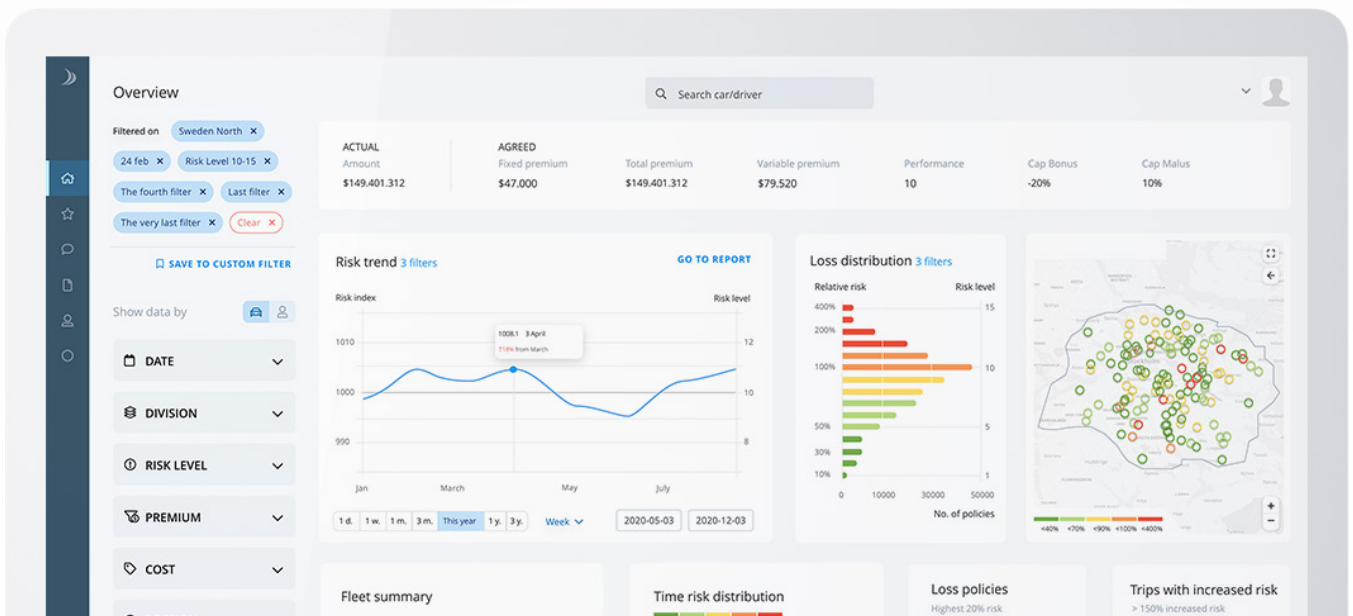 Overview
Search car/driver
Filtered on Sweden North ×
24 feb × Risk Level 10-15 ×
The fourth filter × Last filter ×
The very last filter × Clear ×
SAVE TO CUSTOM FILTER
Show data by
DATE
DIVISION
RISK LEVEL
PREMIUM
COST
ACTUAL
Amount
$149.401.312
AGREED
Fixed premium
$47.000
Total premium
$149.401.312
Variable premium
$79.520
Performance
10
Cap Bonus
-20%
Cap Malus
10%
Risk trend 3 filters
GO TO REPORT
Risk index
Risk level
1008.1 3 April
from March
1010
1000
990
12
10
8
Jan March May July
1 d. 1 w. 1 m. 3 m. This year 1 y. 3 y.
Week
2020-05-03 2020-12-03
Loss distribution 3 filters
Relative risk Risk level
400%
200%
100%
50%
30%
10%
15
10
5
1
0 10000 30000 50000
No. of policies
+
−
<40% <70% <90% <100% <400%
Fleet summary
Time risk distribution
Loss policies
Highest 20% risk
Trips with increased risk
> 150% increased risk